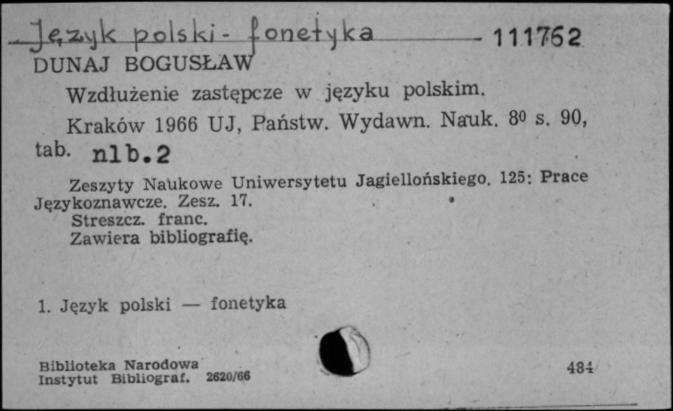 Język polski - fonetyka 111762
DUNAJ BOGUSŁAW
Wzdłużenie zastępcze w języku polskim.
Kraków 1966 UJ, Państw. Wydawn. Nauk. 8º s. 90,
tab. nlb.2
Zeszyty Naukowe Uniwersytetu Jagiellońskiego. 125: Prace
Językoznawcze. Zesz. 17.
Streszcz. franc.
Zawiera bibliografię.
1. Język polski — fonetyka
Biblioteka Narodowa
Instytut Bibliograf. 2620/66 484